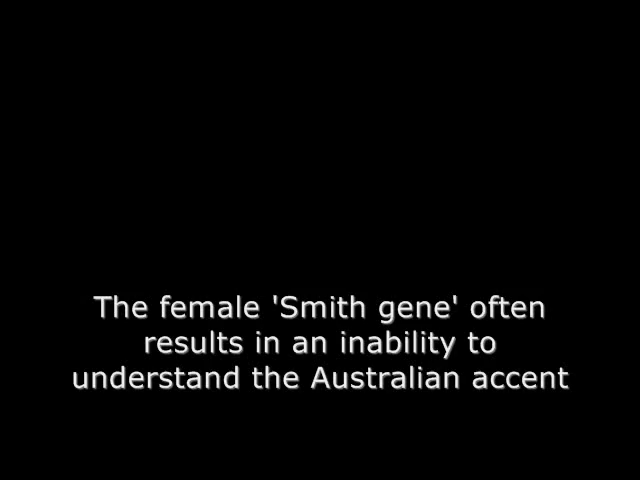 The female 'Smith gene' often
results in an inability to
understand the Australian accent